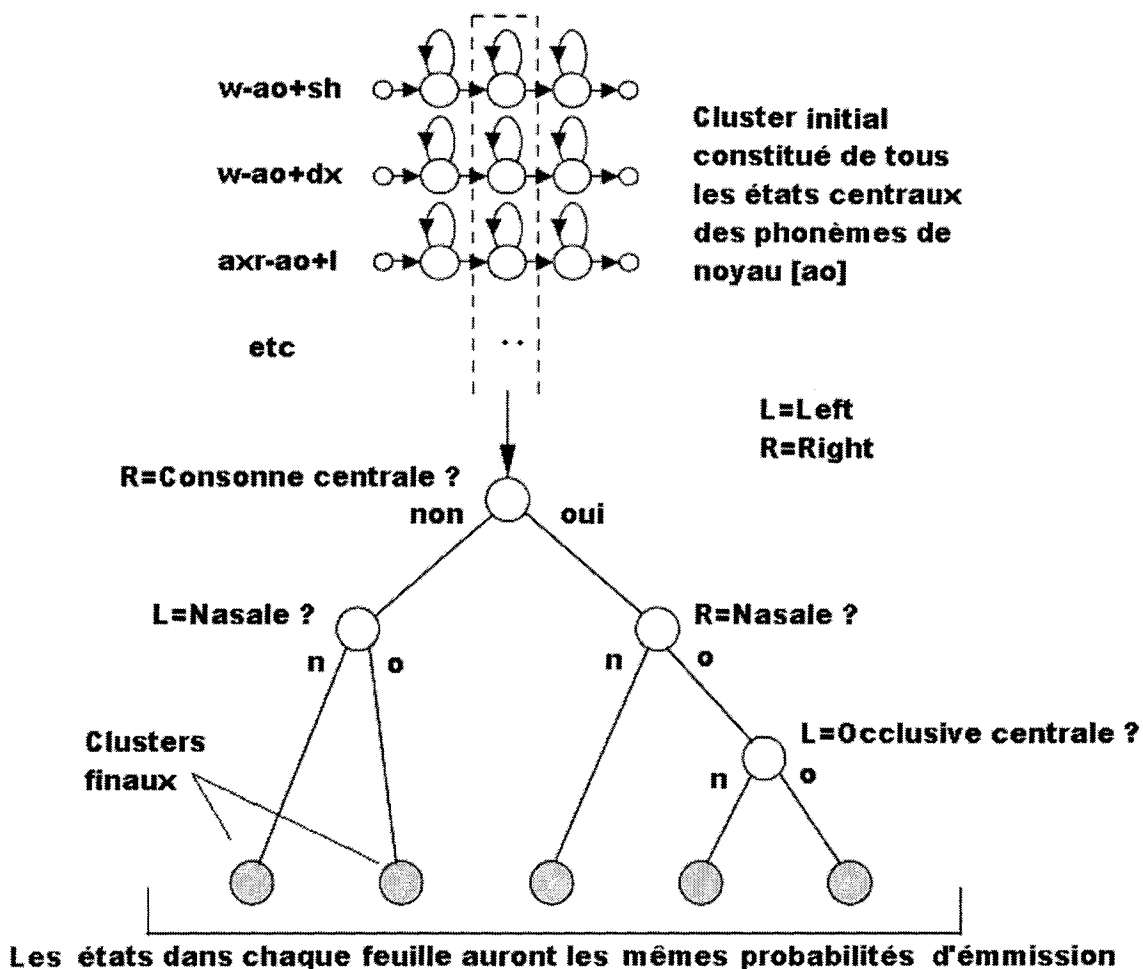 w-ao+sh
w-ao+dx
axr-ao+l
etc
..
Cluster initial
constitué de tous
les états centraux
des phonèmes de
noyau [ao]
L=Left
R=Right
R=Consonne centrale ?
non
oui
L=Nasale ?
n
o
R=Nasale ?
n
o
L=Occlusive centrale ?
n
o
Clusters
finaux
Les états dans chaque feuille auront les mêmes probabilités d'émmission